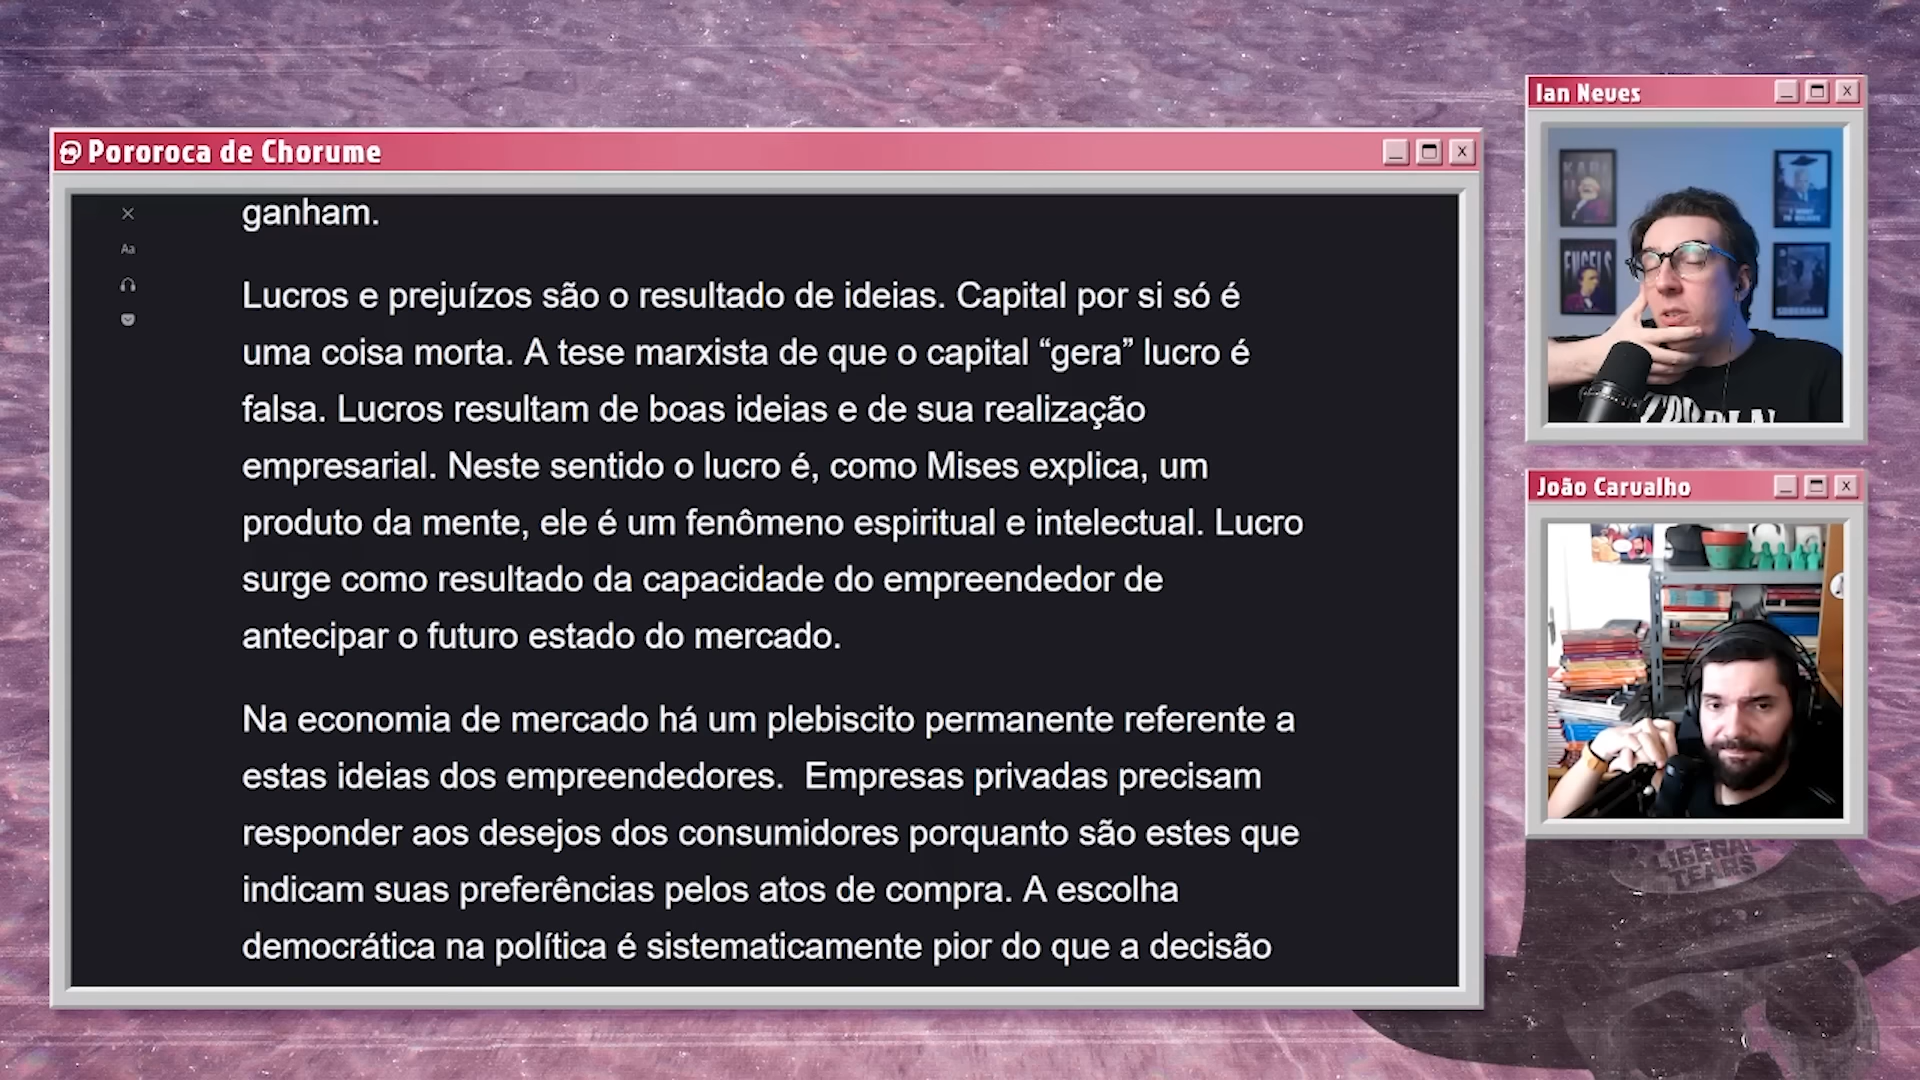 Pororoca de Chorume
Aa
ganham.
Lucros e prejuízos são o resultado de ideias. Capital por si só é
uma coisa morta. A tese marxista de que o capital “gera” lucro é
falsa. Lucros resultam de boas ideias e de sua realização
empresarial. Neste sentido o lucro é, como Mises explica, um
produto da mente, ele é um fenômeno espiritual e intelectual. Lucro
surge como resultado da capacidade do empreendedor de
antecipar o futuro estado do mercado.
Na economia de mercado há um plebiscito permanente referente a
estas ideias dos empreendedores.  Empresas privadas precisam
responder aos desejos dos consumidores porquanto são estes que
indicam suas preferências pelos atos de compra. A escolha
democrática na política é sistematicamente pior do que a decisão
Ian Neves
ENGELS
João Carvalho
LIBERAL
TEARS